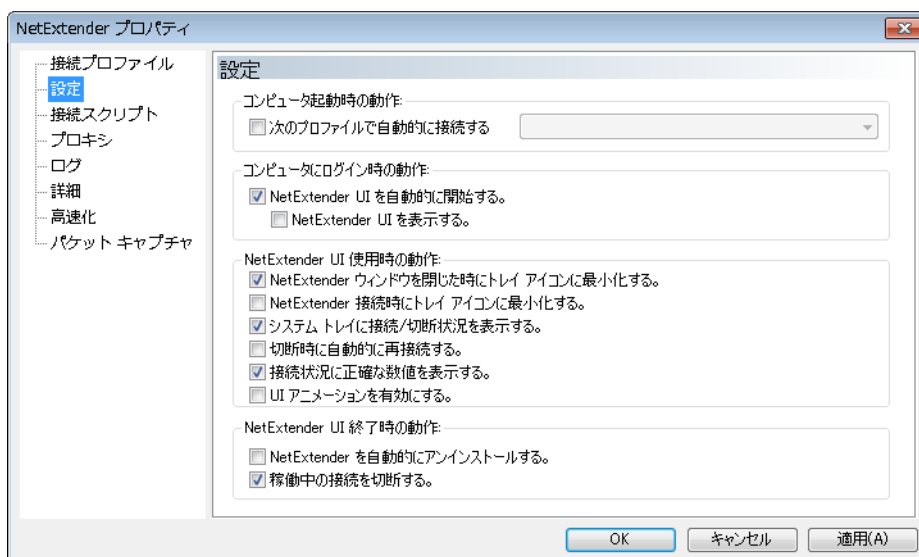 NetExtender プロパティ
接続プロファイル
設定
接続スクリプト
プロキシ
ログ
詳細
高速化
パケット キャプチャ
設定
コンピュータ起動時の動作:
次のプロファイルで自動的に接続する
コンピュータにログイン時の動作:
NetExtender UI を自動的に開始する。
NetExtender UI を表示する。
NetExtender UI 使用時の動作:
NetExtender ウィンドウを閉じた時にトレイ アイコンに最小化する。
NetExtender 接続時にトレイ アイコンに最小化する。
システム トレイに接続/切断状況を表示する。
切断時に自動的に再接続する。
接続状況に正確な数値を表示する。
UI アニメーションを有効にする。
NetExtender UI 終了時の動作:
NetExtender を自動的にアンインストールする。
稼働中の接続を切断する。
OK
キャンセル
適用(A)